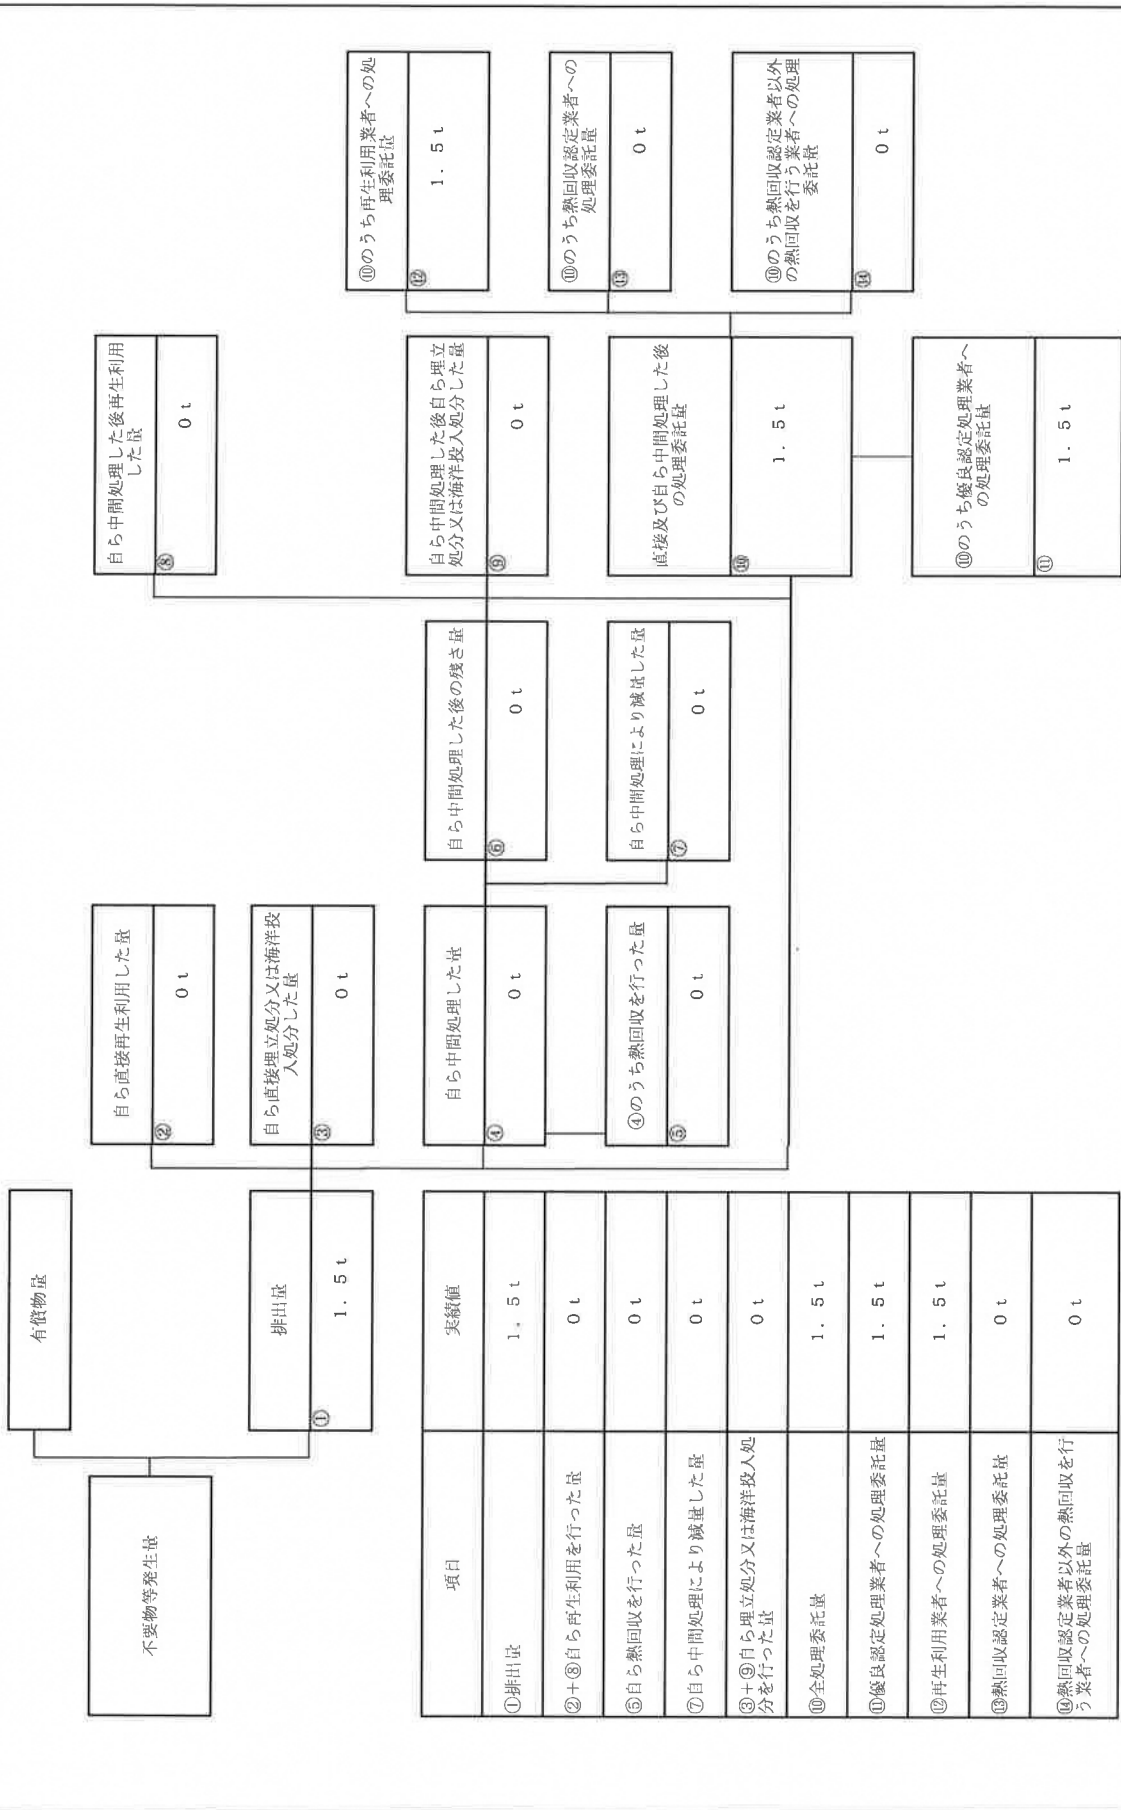 不要物等発生量
有償物量
排出量
①
1.5t
自ら直接再生利用した量
②
0t
自ら直接埋立処分又は海洋投
入処分した量
③
0t
自ら中間処理した量
④
0t
④のうち熱回収を行った量
⑤
0t
自ら中間処理した後の残さ量
⑥
0t
自ら中間処理により減量した量
⑦
0t
自ら中間処理した後再生利用
した量
⑧
0t
自ら中間処理した後自ら埋立
処分又は海洋投入処分した量
⑨
0t
直接及び自ら中間処理した後
の処理委託量
⑩
1.5t
⑩のうち優良認定処理業者へ
の処理委託量
⑪
1.5t
⑩のうち再生利用業者への処
理委託量
⑫
1.5t
⑩のうち熱回収認定業者への
処理委託量
⑬
0t
⑩のうち熱回収認定業者以外
の熱回収を行う業者への処理
委託量
⑭
0t
項目
実績値
①排出量
1.5t
②+⑧自ら再生利用を行った量
0t
⑤自ら熱回収を行った量
0t
⑦自ら中間処理により減量した量
0t
③+⑨自ら埋立処分又は海洋投入処
分を行った量
0t
⑩全処理委託量
1.5t
⑪優良認定処理業者への処理委託量
1.5t
⑫再生利用業者への処理委託量
1.5t
⑬熱回収認定業者への処理委託量
0t
⑭熱回収認定業者以外の熱回収を行
う業者への処理委託量
0t